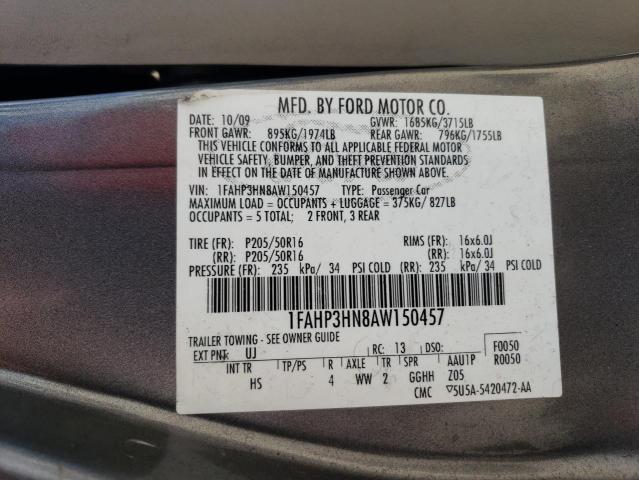 MFD. BY FORD MOTOR CO.
DATE: 10/09 GVWR: 1685KG/3715LB
FRONT GAWR: 895KG/1974LB REAR GAWR: 796KG/1755LB
THIS VEHICLE CONFORMS TO ALL APPLICABLE FEDERAL MOTOR
VEHICLE SAFETY, BUMPER, AND THEFT PREVENTION STANDARDS
IN EFFECT ON THE DATE OF MANUFACTURE SHOWN ABOVE.
VIN: 1FAHP3HN8AW150457 TYPE: Passenger Car
MAXIMUM LOAD = OCCUPANTS + LUGGAGE = 375KG/ 827LB
OCCUPANTS = 5 TOTAL; 2 FRONT, 3 REAR
TIRE (FR): P205/50R16 RIMS (FR): 16x6.0J
(RR): P205/50R16 (RR): 16x6.0J
PRESSURE (FR): 235 kPa/ 34 PSI COLD (RR): 235 kPa/ 34 PSI COLD
1FAHP3HN8AW150457
TRAILER TOWING - SEE OWNER GUIDE
EXT PNT: UJ RC: 13 DSO: F0050
INT TR TP/PS R AXLE TR SPR AAU1P R0050
HS 4 WW 2 GGHH Z05
CMC ▽5U5A-5420472-AA